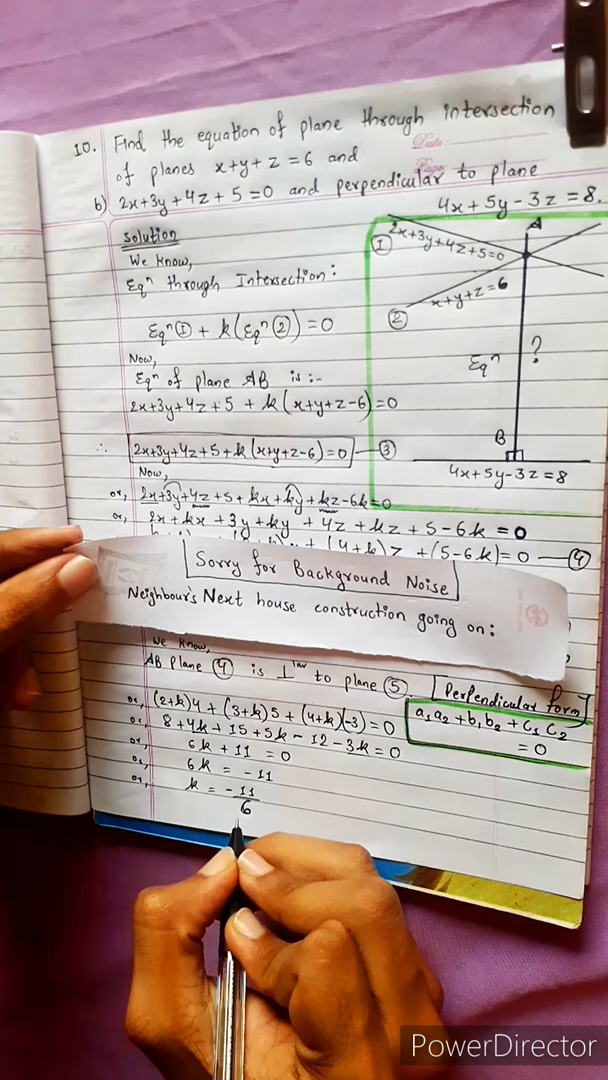 10. Find the equation of plane through intersection
Date:
of planes x+y+z=6 and
Page
b) 2x+3y+4z+5=0 and perpendicular to plane
4x+5y-3z=8.
Solution
We know,
Eqⁿ through Intersection:
Eqⁿ① + k(Eqⁿ②)=0
Now,
Eqⁿ of plane AB is:-
2x+3y+4z+5 + k(x+y+z-6)=0
∴ 2x+3y+4z+5+k(x+y+z-6)=0 —③
Now,
or, 2x+3y+4z+5+kx+ky+kz-6k=0
or, 2x+kx+3y+ky+4z+kz+5-6k=0
+(4+k)z+(5-6k)=0 —④
A
① 2x+3y+4z+5=0
② x+y+z=6
Eqⁿ ?
B
4x+5y-3z=8
Sorry for Background Noise
Neighbour's Next house construction going on:
We know,
AB Plane ④ is ⊥ˡᵃʳ to plane ⑤.
[Perpendicular form]
a₁a₂+b₁b₂+c₁c₂
=0
or, (2+k)4+(3+k)5+(4+k)(-3)=0
or, 8+4k+15+5k-12-3k=0
or, 6k+11=0
or, 6k=-11
or, k=-11/6
PowerDirector